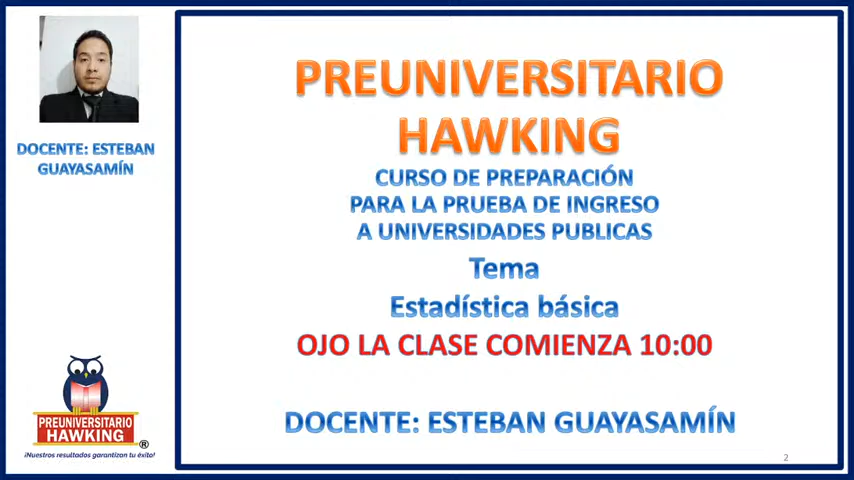 DOCENTE: ESTEBAN
GUAYASAMÍN
PREUNIVERSITARIO
HAWKING
®
¡Nuestros resultados garantizan tu éxito!
PREUNIVERSITARIO
HAWKING
CURSO DE PREPARACIÓN
PARA LA PRUEBA DE INGRESO
A UNIVERSIDADES PUBLICAS
Tema
Estadística básica
OJO LA CLASE COMIENZA 10:00
DOCENTE: ESTEBAN GUAYASAMÍN
2